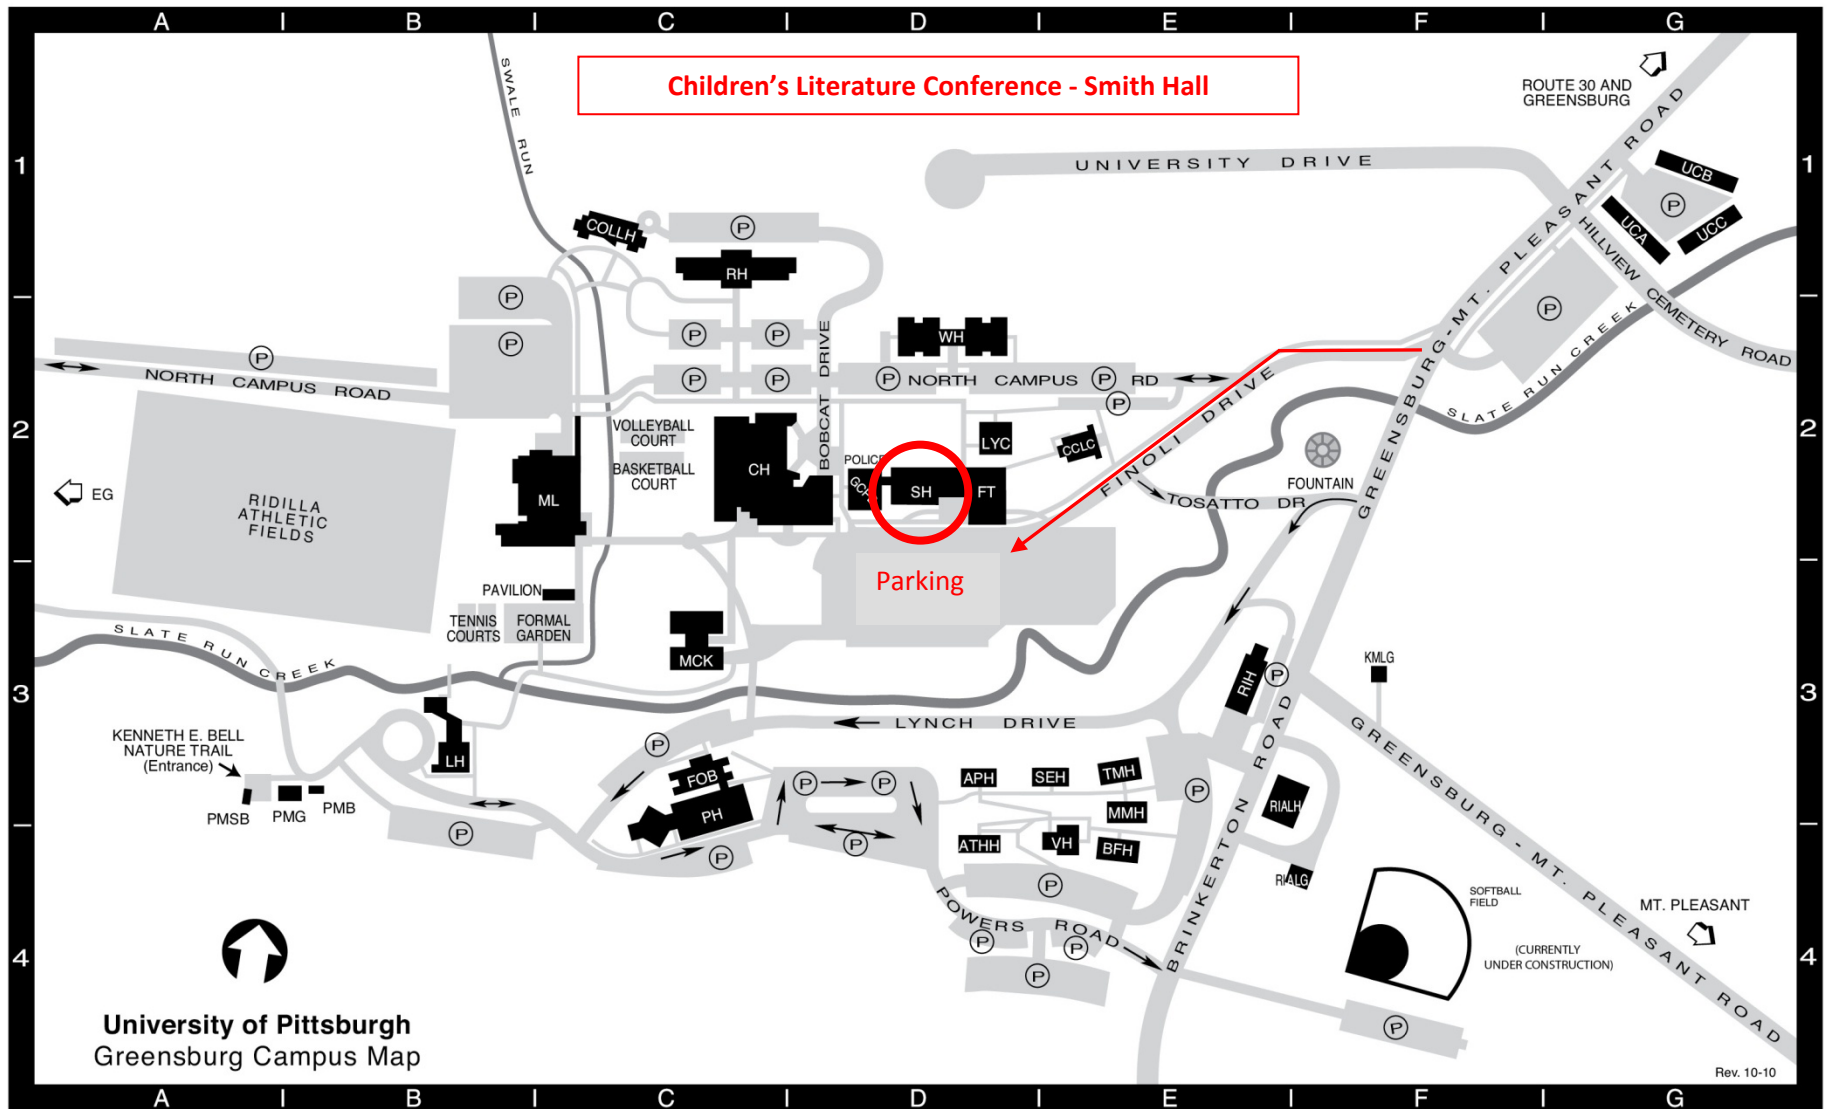 A I B I C I D I E I F I G
Children's Literature Conference - Smith Hall
ROUTE 30 AND
GREENSBURG
SWALE RUN
1
1
UNIVERSITY DRIVE
GREENSBURG-MT. PLEASANT ROAD
UCB
P
UCA
UCC
HILLVIEW CEMETERY ROAD
COLLH
P
RH
P
P
P
P
WH
P
BOBCAT DRIVE
P
NORTH CAMPUS ROAD
P
P
P
NORTH CAMPUS
P
RD
P
SLATE RUN CREEK
FINOLI DRIVE
2
2
VOLLEYBALL
COURT
BASKETBALL
COURT
CH
POLICE
LYC
CCLC
SH
FT
ML
EG
RIDILLA
ATHLETIC
FIELDS
FOUNTAIN
TOSATTO DR
Parking
PAVILION
TENNIS
COURTS
FORMAL
GARDEN
SLATE RUN CREEK
MCK
RIH
P
KMLG
3
3
LYNCH DRIVE
KENNETH E. BELL
NATURE TRAIL
(Entrance)
LH
P
FOB
PH
P
P
APH
SEH
TMH
P
MMH
RIALH
BRINKERTON ROAD
GREENSBURG - MT. PLEASANT ROAD
PMSB
PMG
PMB
P
P
P
ATHH
VH
BFH
P
RIALG
SOFTBALL
FIELD
(CURRENTLY
UNDER CONSTRUCTION)
MT. PLEASANT
POWERS ROAD
P
P
P
4
4
P
University of Pittsburgh
Greensburg Campus Map
Rev. 10-10
A I B I C I D I E I F I G